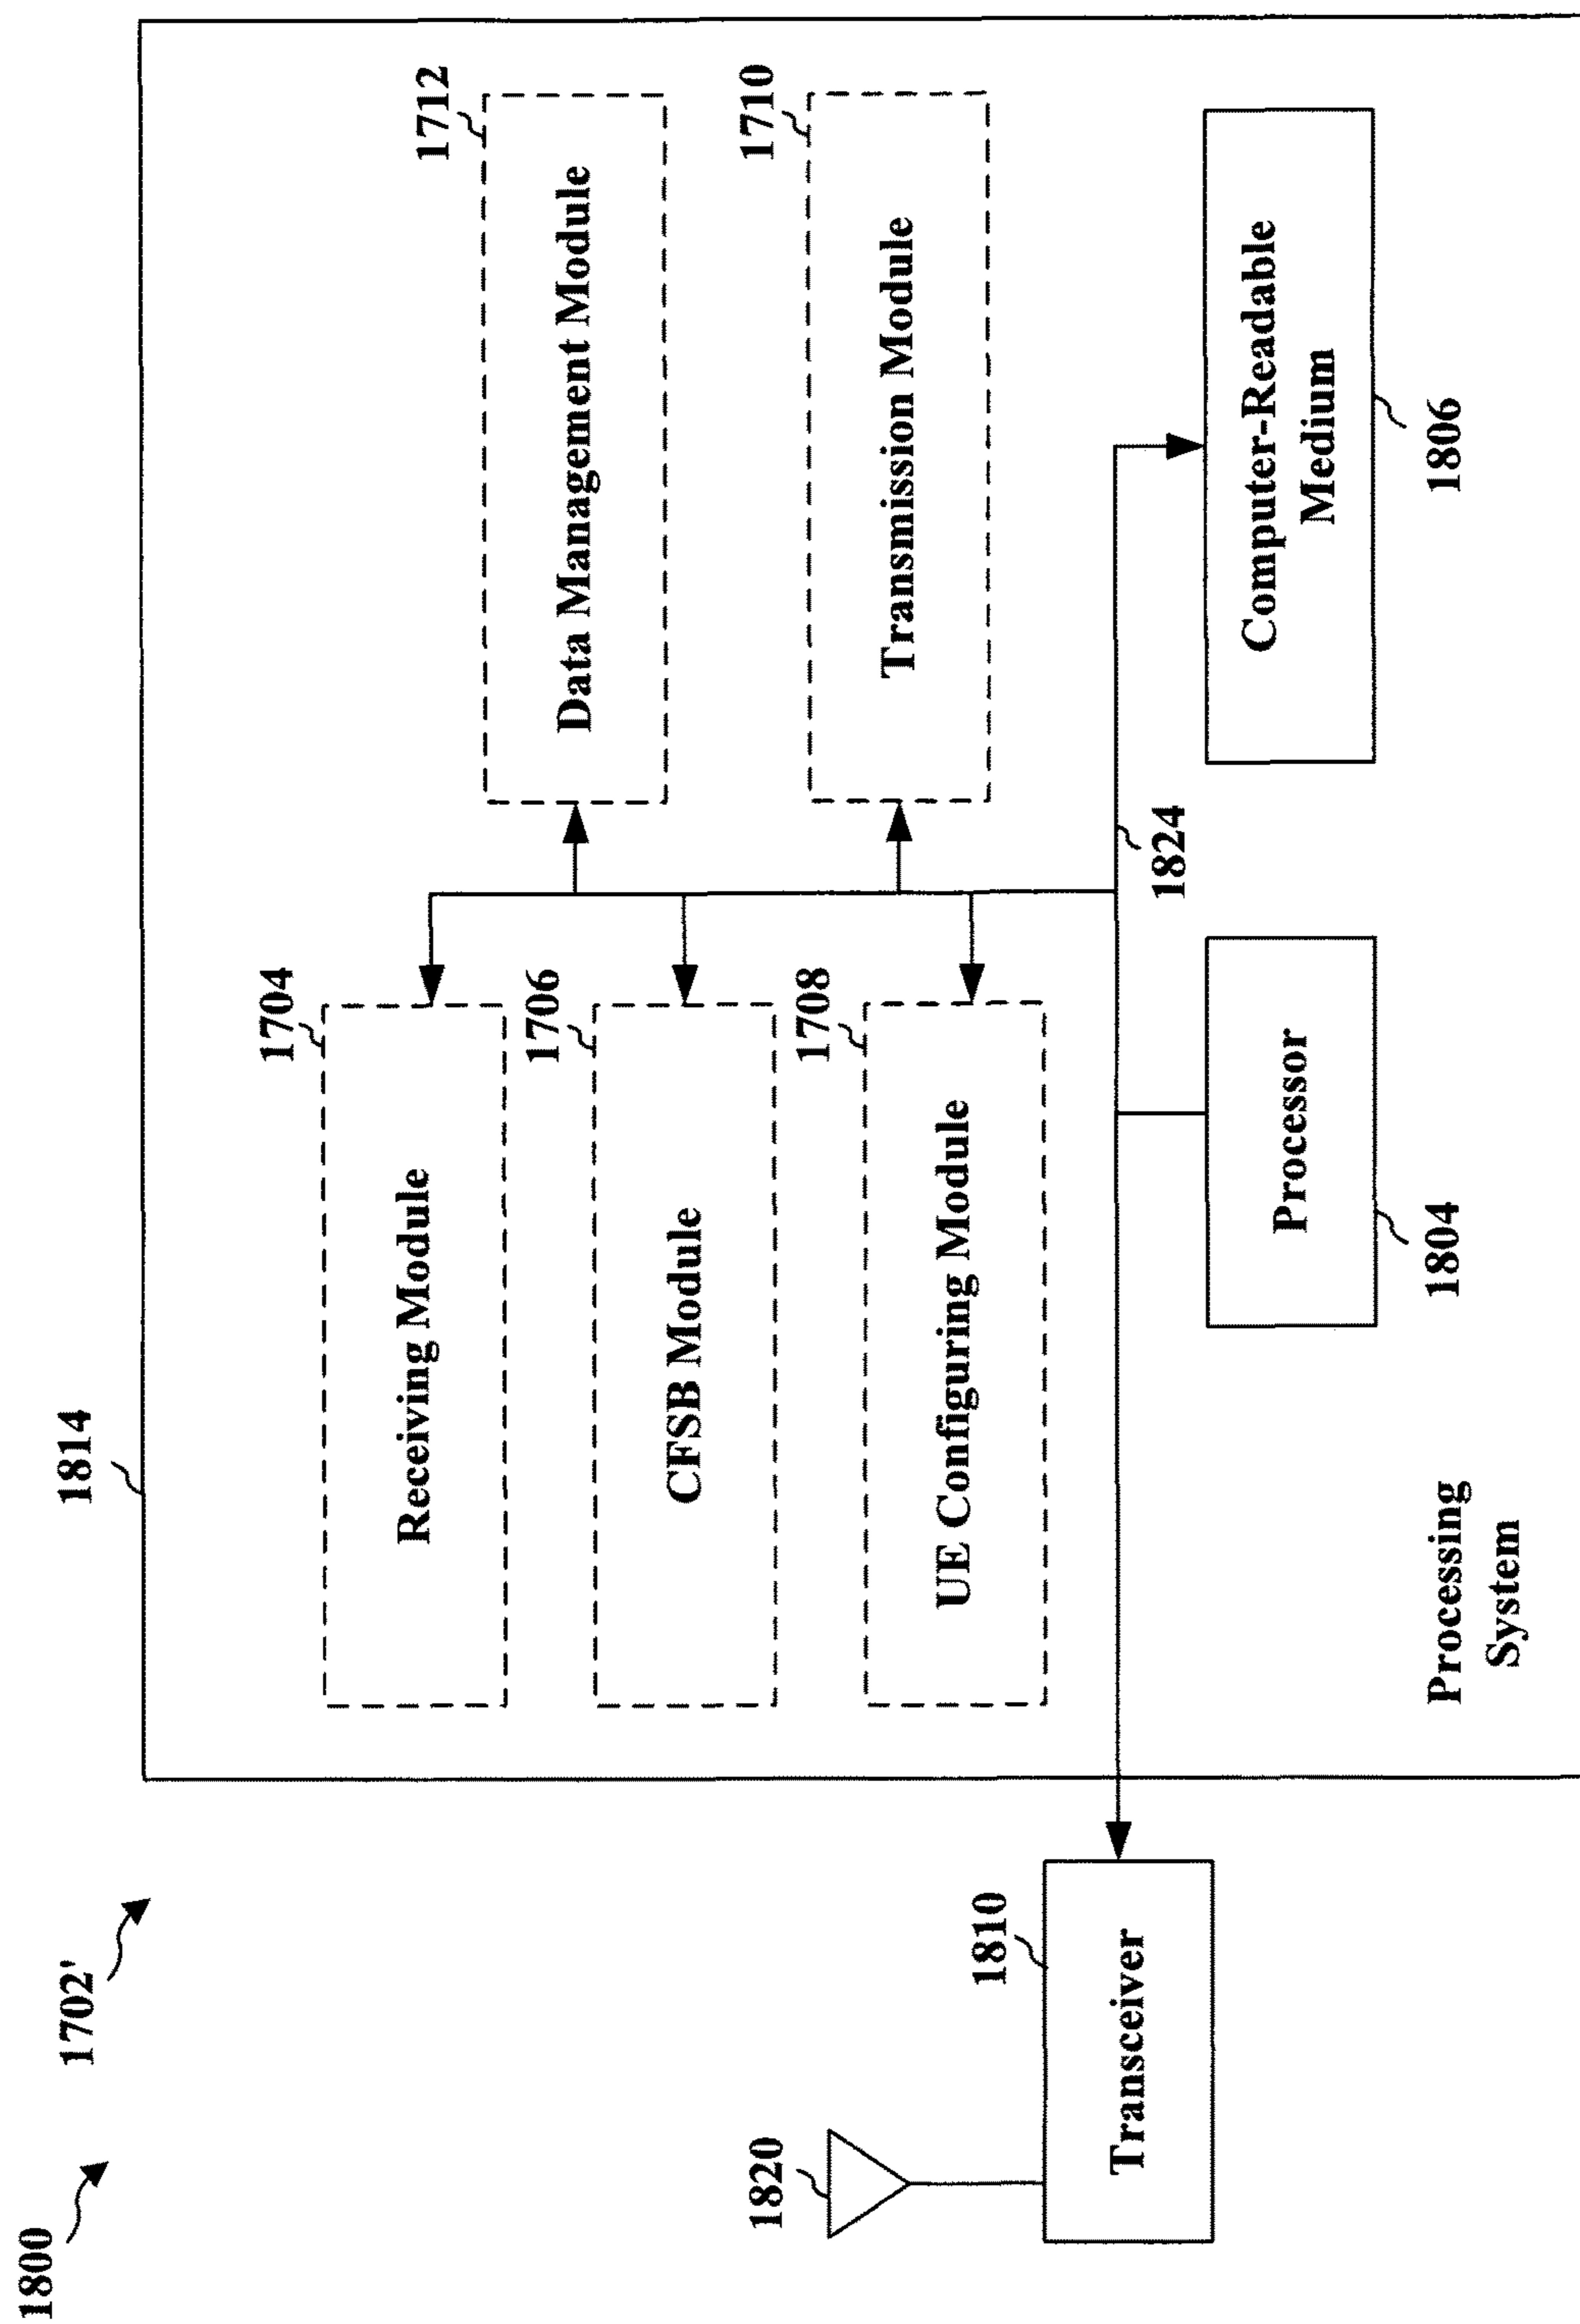 1800
1702'
1814
1704
Receiving Module
1706
CFSB Module
1708
UE Configuring Module
1712
Data Management Module
1710
Transmission Module
1820
1810
Transceiver
1824
Processor
1804
Computer-Readable
Medium
1806
Processing
System